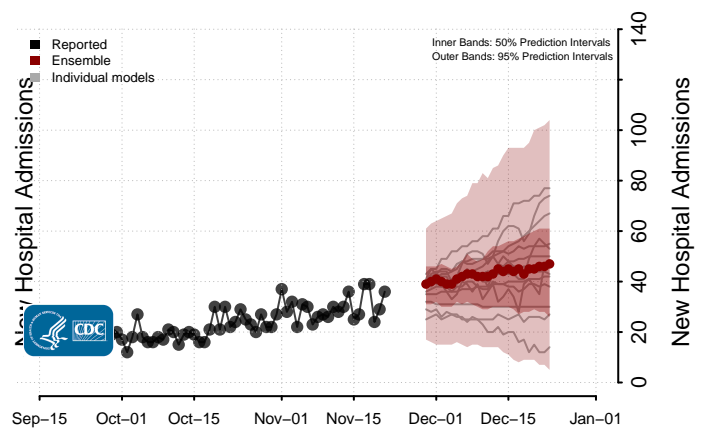 Reported
Ensemble
Individual models
Inner Bands: 50% Prediction Intervals
Outer Bands: 95% Prediction Intervals
New Hospital Admissions
New Hospital Admissions
CDC
0
20
40
60
80
100
120
140
Sep–15
Oct–01
Oct–15
Nov–01
Nov–15
Dec–01
Dec–15
Jan–01